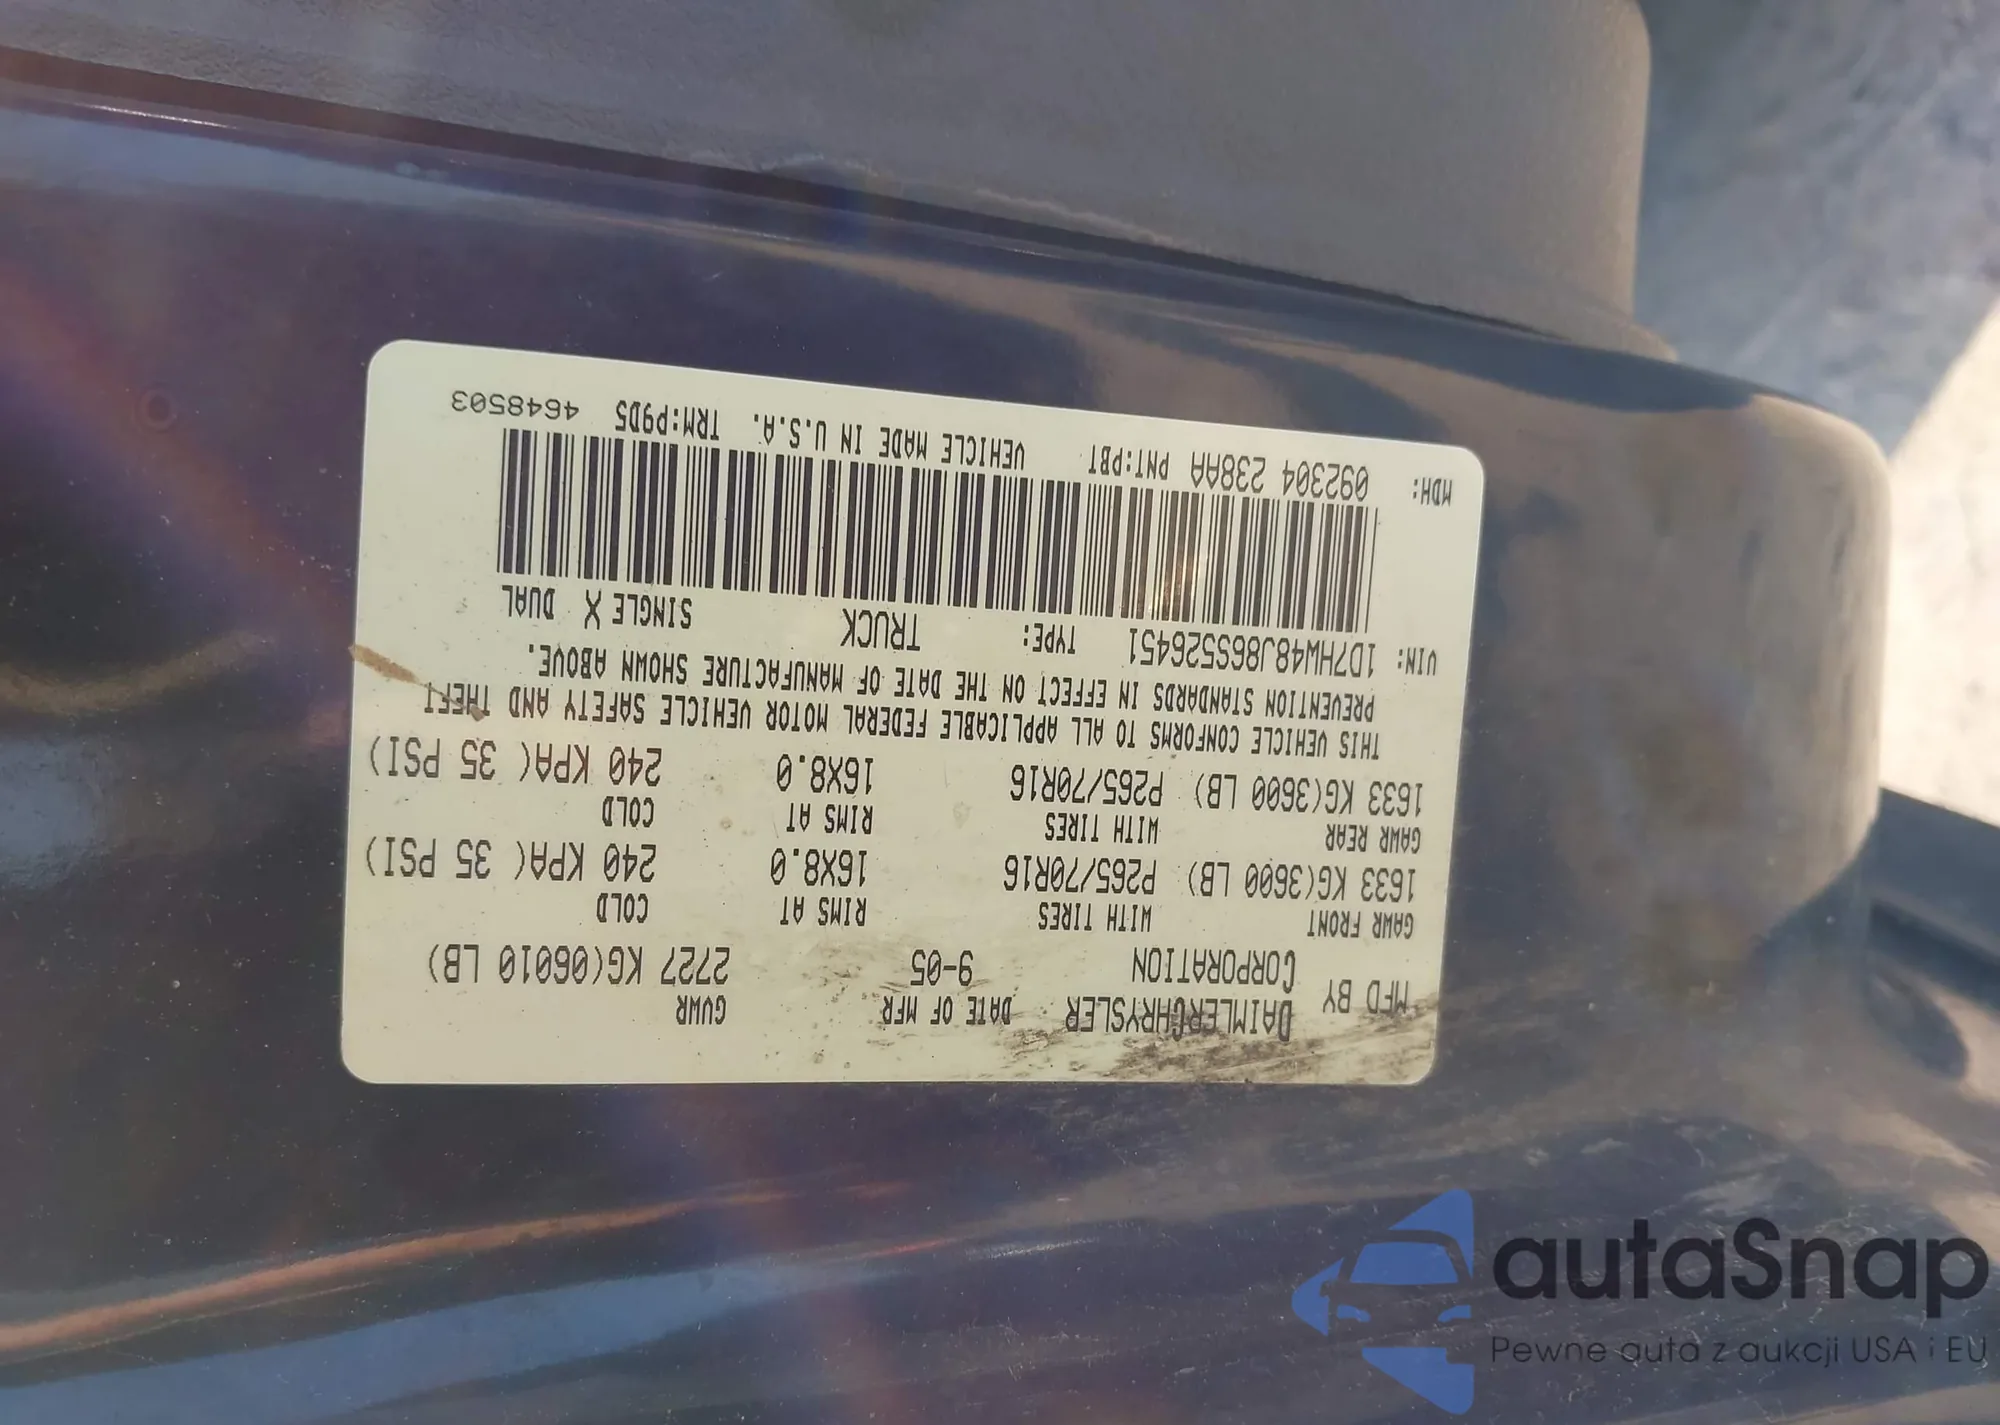 MFD BY DAIMLERCHRYSLER CORPORATION DATE OF MFR 9-05 GVWR 2727 KG(06010 LB)
GAWR FRONT WITH TIRES RIMS AT COLD
1633 KG(3600 LB) P265/70R16 16X8.0 240 KPA( 35 PSI)
GAWR REAR WITH TIRES RIMS AT COLD
1633 KG(3600 LB) P265/70R16 16X8.0 240 KPA( 35 PSI)
THIS VEHICLE CONFORMS TO ALL APPLICABLE FEDERAL MOTOR VEHICLE SAFETY AND THEFT
PREVENTION STANDARDS IN EFFECT ON THE DATE OF MANUFACTURE SHOWN ABOVE.
VIN: 1D7HW48J86S526451 TYPE: TRUCK SINGLE X DUAL
MDH: 092304 238AA PNT:PBT VEHICLE MADE IN U.S.A. TRM:P9D5 4648503
autaSnap
Pewne auta z aukcji USA i EU